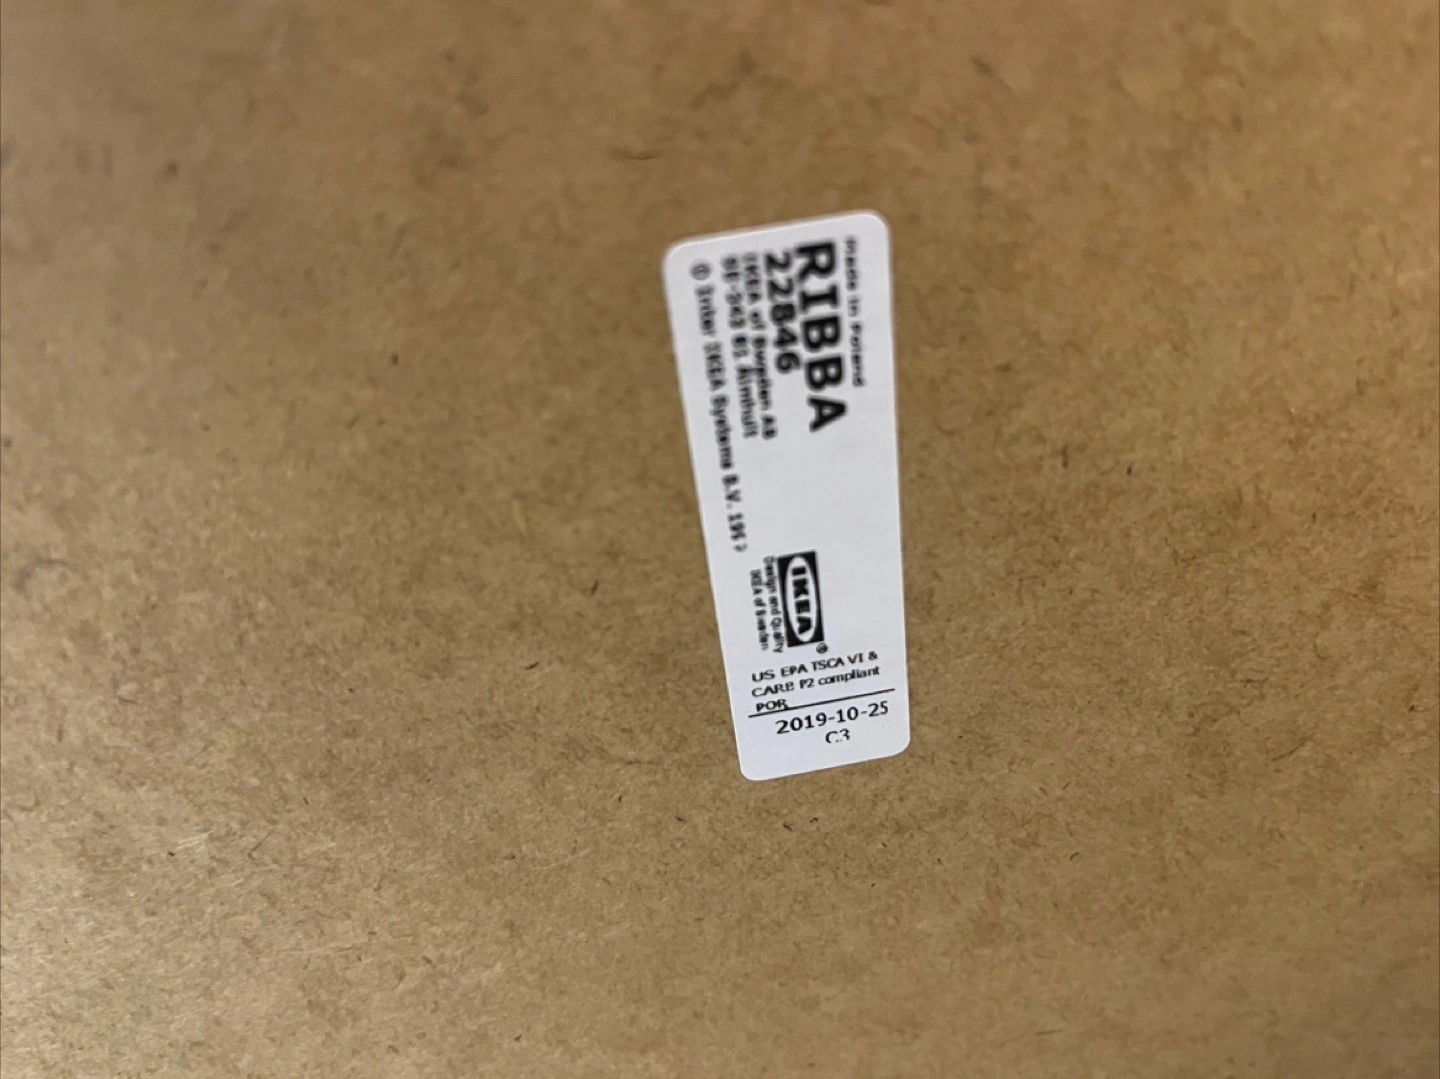 Made in Poland
RIBBA
22846
IKEA of Sweden AB
SE-343 81 Älmhult
© Inter IKEA Systems B.V.
IKEA®
Design and Quality
IKEA of Sweden
US EPA TSCA VI &
CARB P2 compliant
POR
2019-10-25
C3